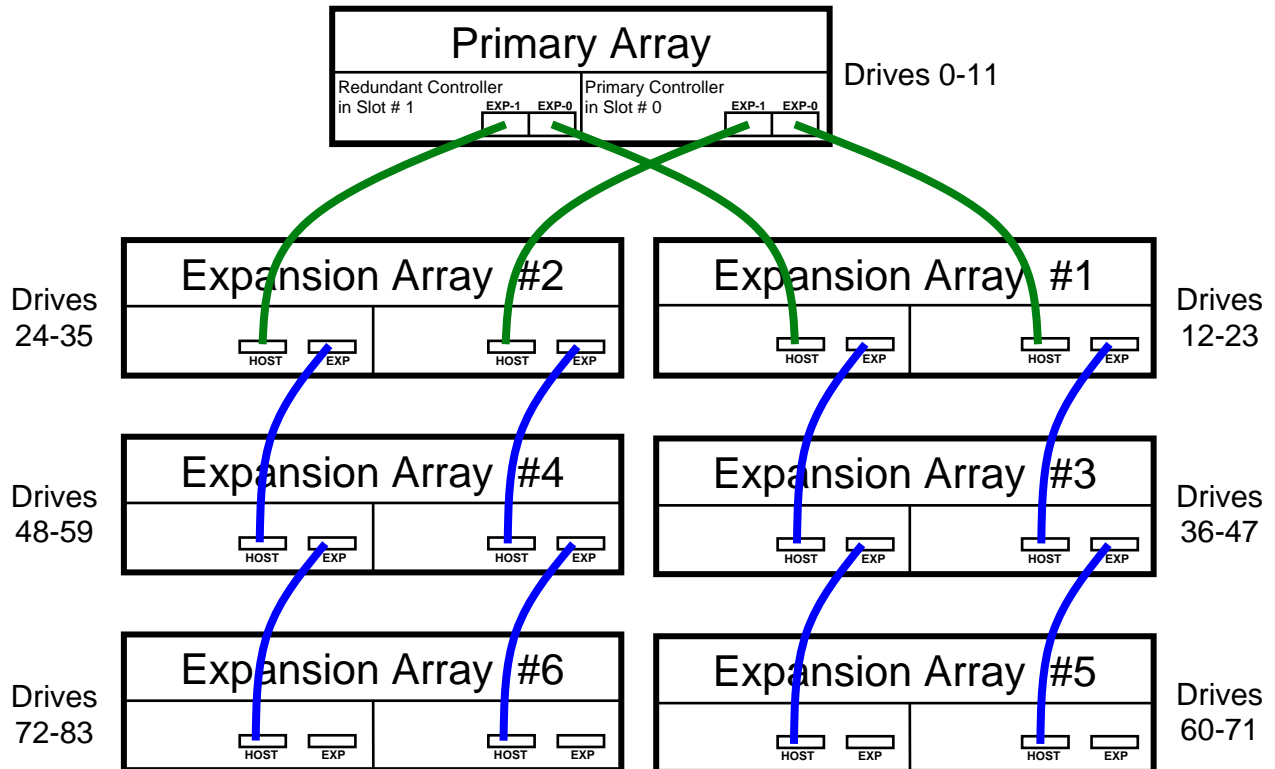 Primary Array
Drives 0-11
Redundant Controller
in Slot # 1
EXP-1 EXP-0
Primary Controller
in Slot # 0
EXP-1 EXP-0
Expansion Array #2
Drives
24-35
HOST EXP
HOST EXP
Expansion Array #1
Drives
12-23
HOST EXP
HOST EXP
Expansion Array #4
Drives
48-59
HOST EXP
HOST EXP
Expansion Array #3
Drives
36-47
HOST EXP
HOST EXP
Expansion Array #6
Drives
72-83
HOST EXP
HOST EXP
Expansion Array #5
Drives
60-71
HOST EXP
HOST EXP